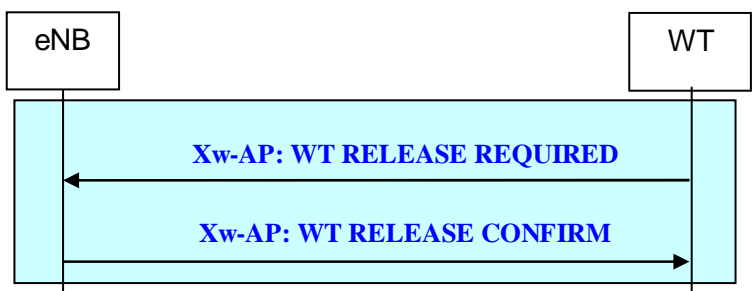 eNB
WT
Xw-AP: WT RELEASE REQUIRED
Xw-AP: WT RELEASE CONFIRM